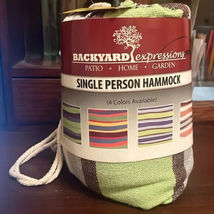 BACKYARD expressions
PATIO · HOME · GARDEN
SINGLE PERSON HAMMOCK
(4 Colors Available)